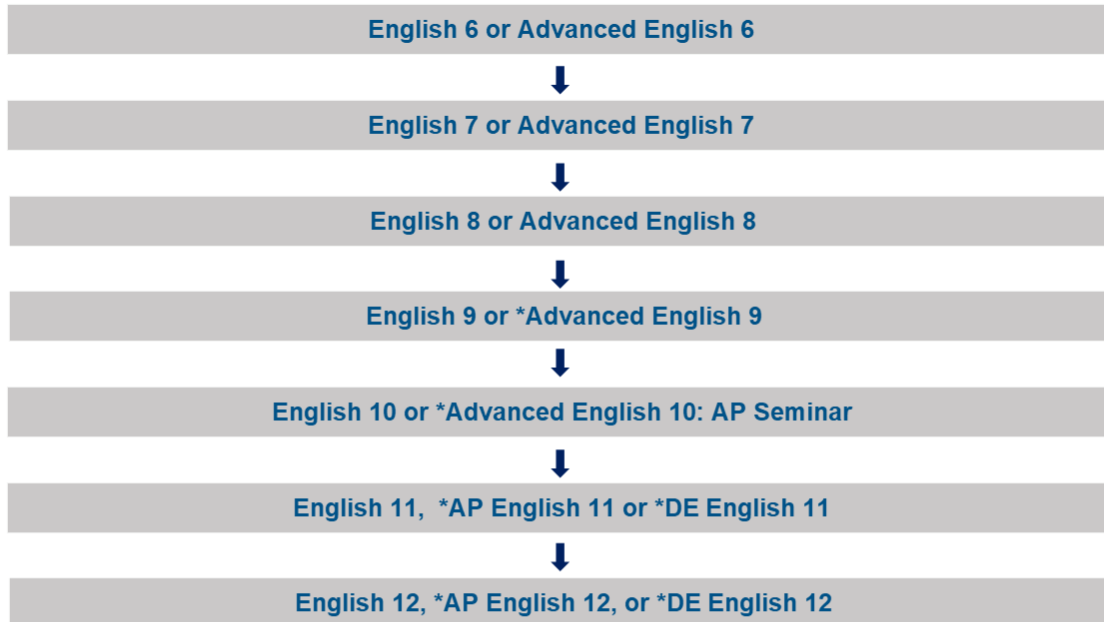 English 6 or Advanced English 6
English 7 or Advanced English 7
English 8 or Advanced English 8
English 9 or *Advanced English 9
English 10 or *Advanced English 10: AP Seminar
English 11,  *AP English 11 or *DE English 11
English 12, *AP English 12, or *DE English 12